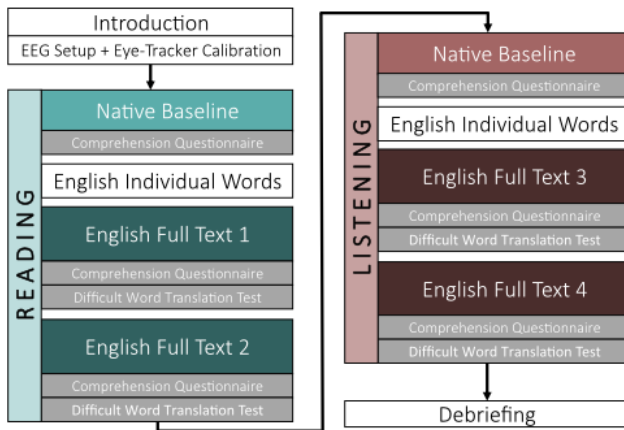 Introduction
EEG Setup + Eye-Tracker Calibration
READING
Native Baseline
Comprehension Questionnaire
English Individual Words
English Full Text 1
Comprehension Questionnaire
Difficult Word Translation Test
English Full Text 2
Comprehension Questionnaire
Difficult Word Translation Test
LISTENING
Native Baseline
Comprehension Questionnaire
English Individual Words
English Full Text 3
Comprehension Questionnaire
Difficult Word Translation Test
English Full Text 4
Comprehension Questionnaire
Difficult Word Translation Test
Debriefing